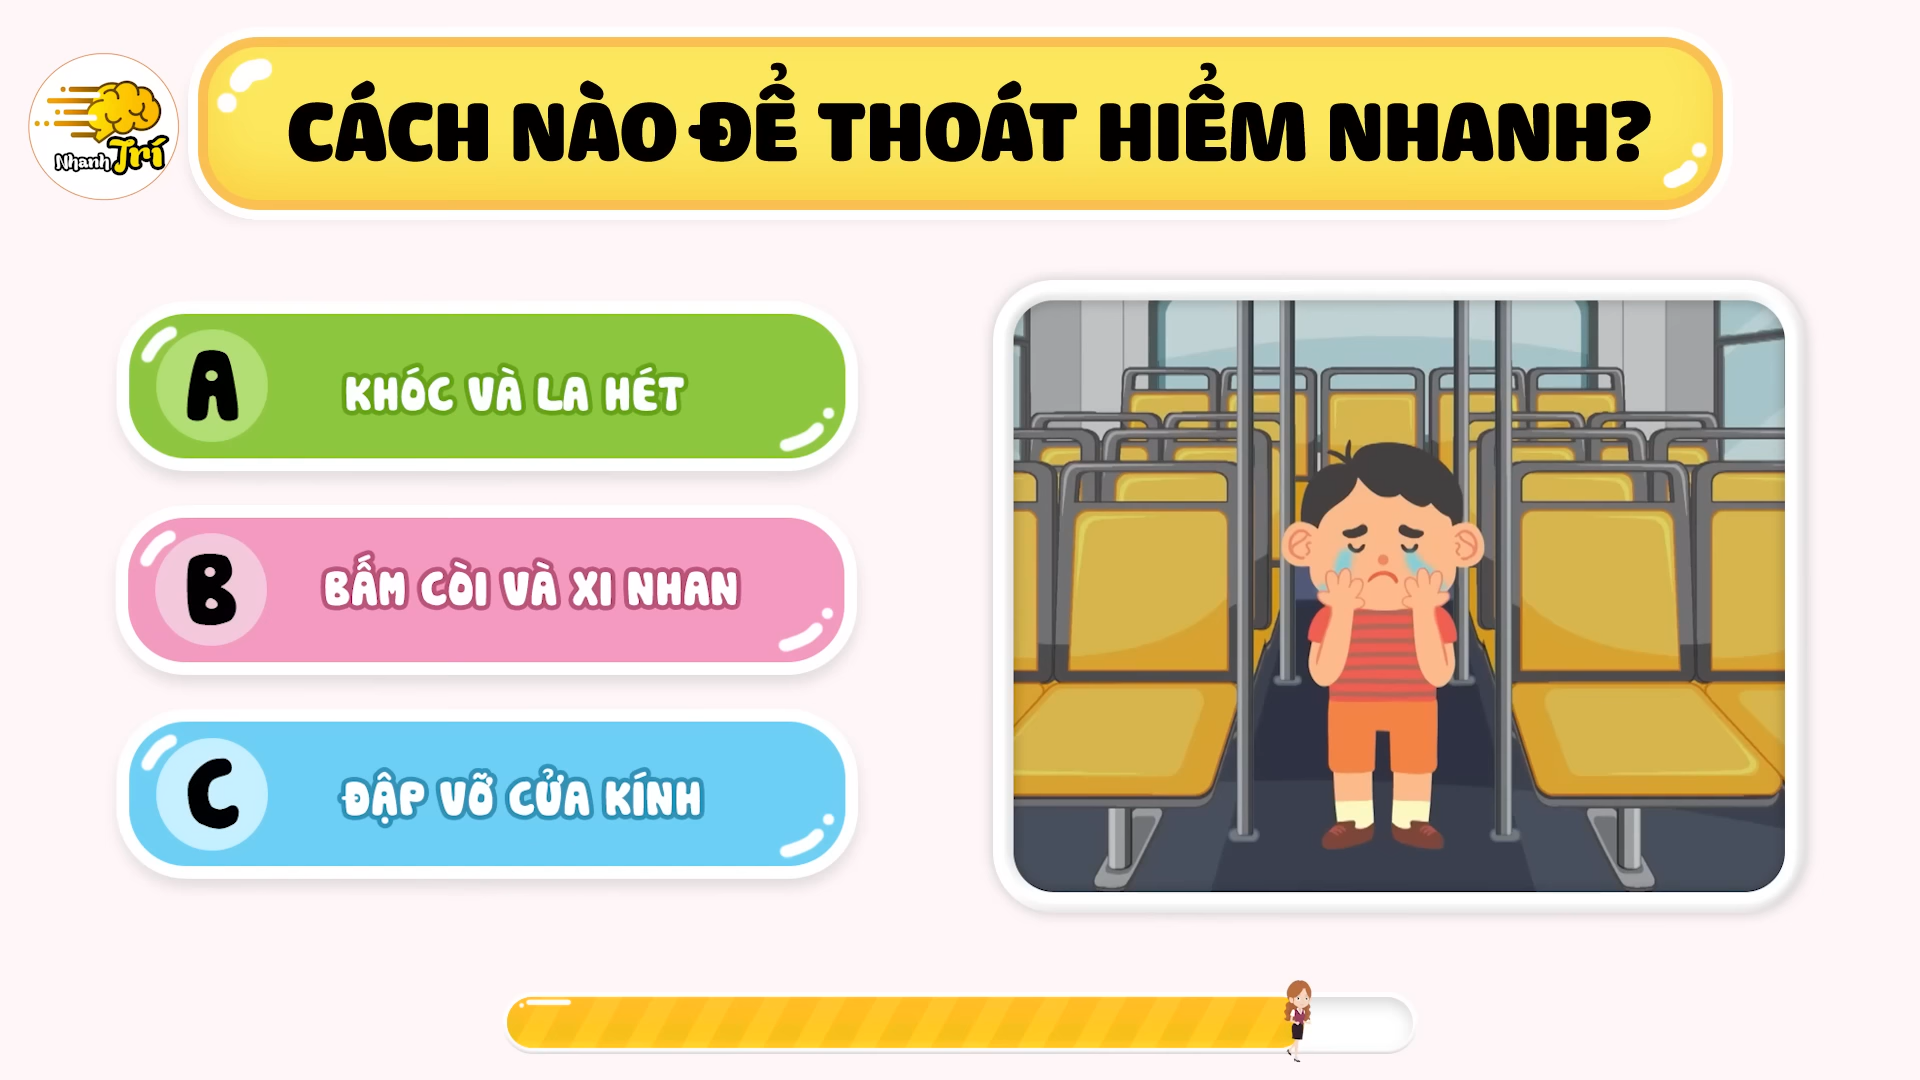 Nhanh Trí
CÁCH NÀO ĐỂ THOÁT HIỂM NHANH?
A KHÓC VÀ LA HÉT
B BẤM CÒI VÀ XI NHAN
C ĐẬP VỠ CỬA KÍNH